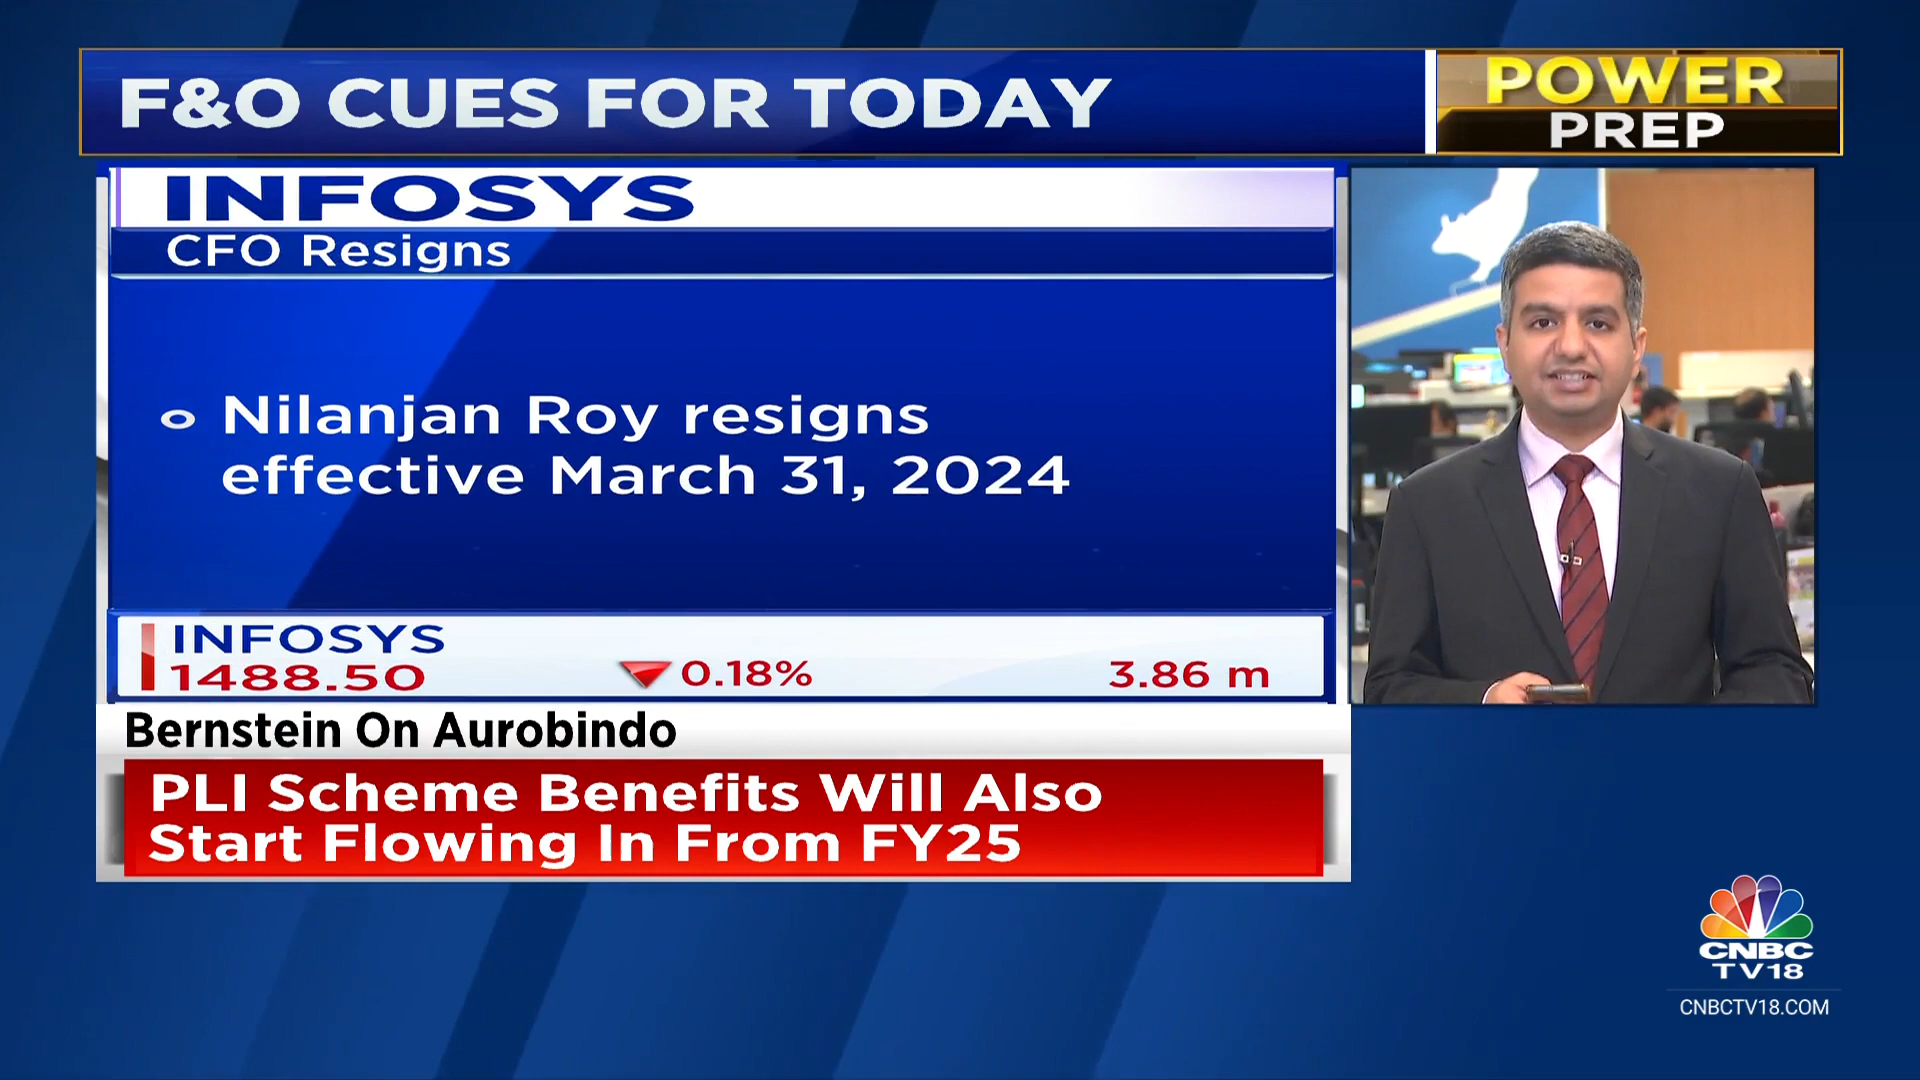 F&O CUES FOR TODAY
POWER
PREP
INFOSYS
CFO Resigns
Nilanjan Roy resigns
effective March 31, 2024
INFOSYS
1488.50 0.18% 3.86 m
Bernstein On Aurobindo
PLI Scheme Benefits Will Also
Start Flowing In From FY25
CNBC
TV18
CNBCTV18.COM